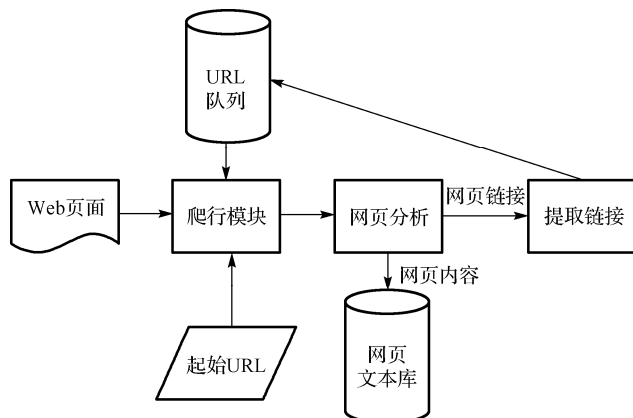 URL
队列
Web页面
爬行模块
网页分析
网页链接
提取链接
网页内容
起始URL
网页
文本库